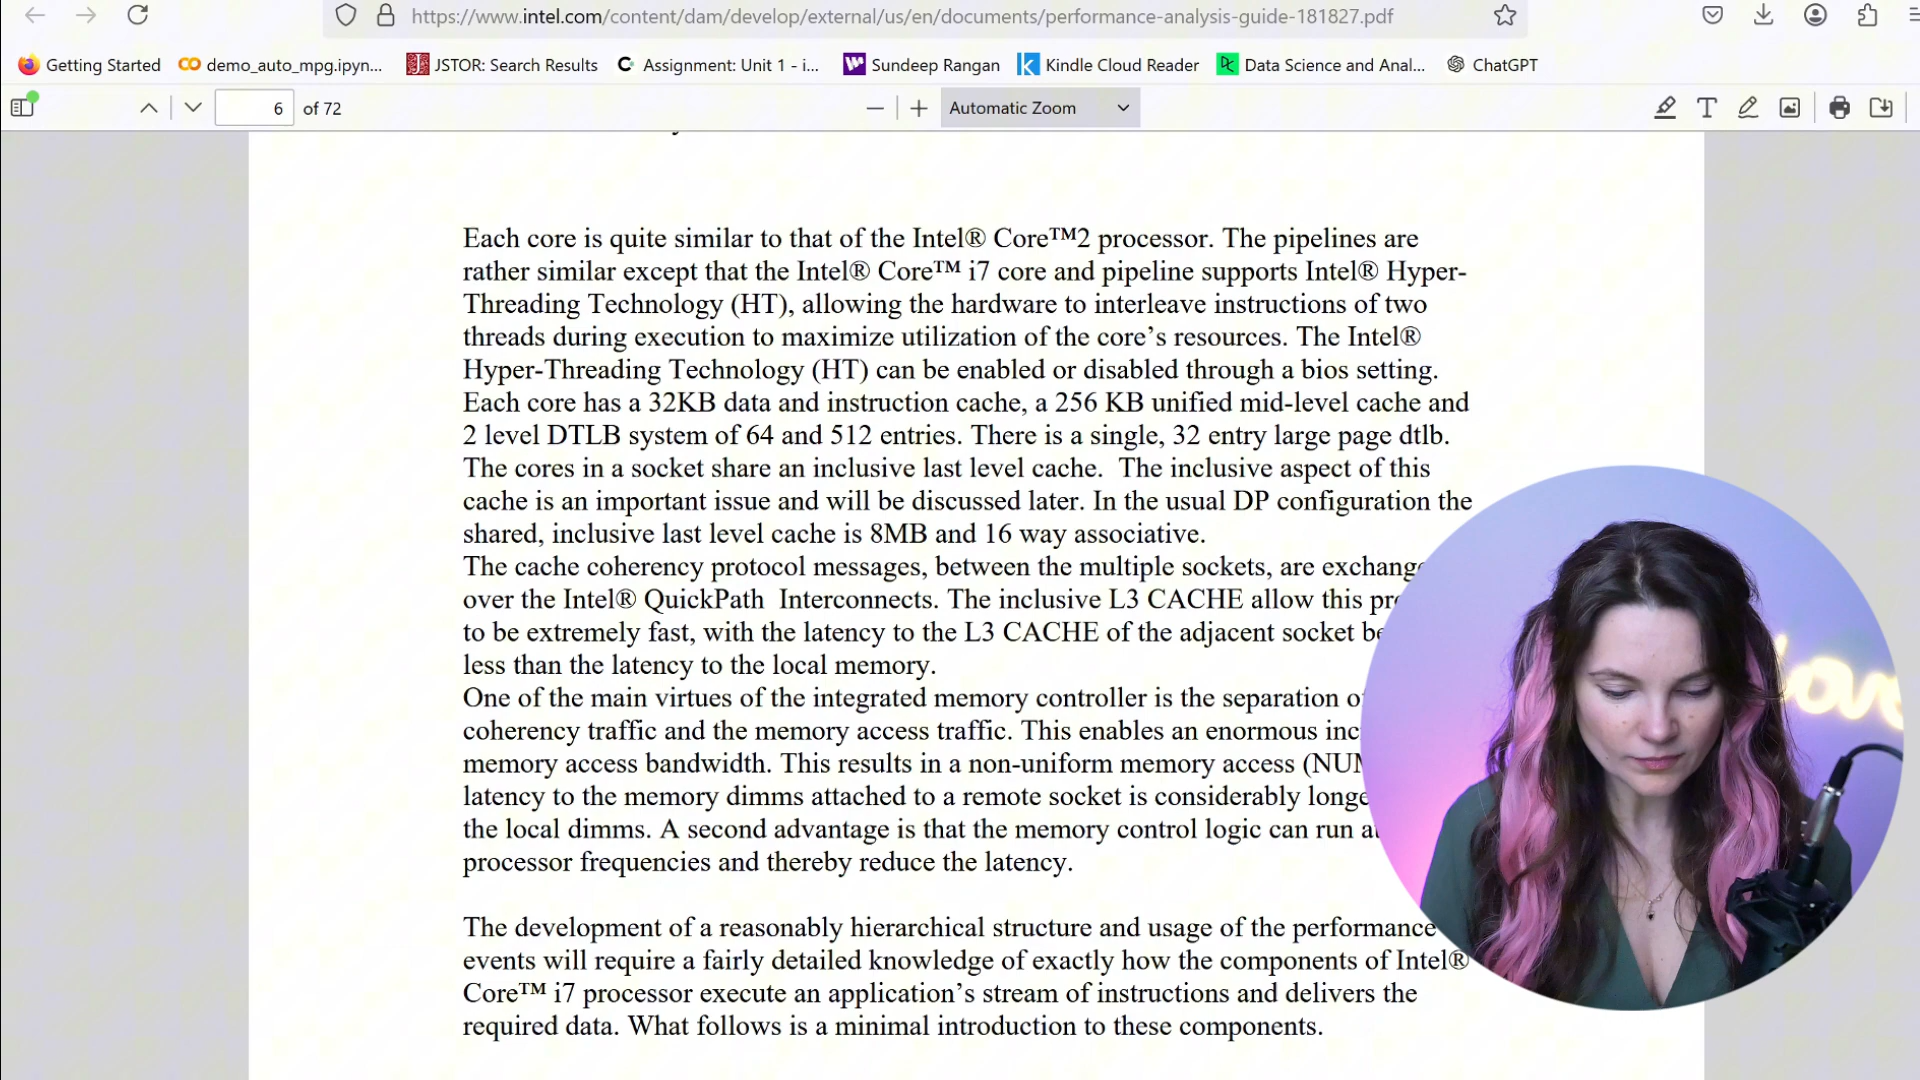 https://www.intel.com/content/dam/develop/external/us/en/documents/performance-analysis-guide-181827.pdf
Getting Started
demo_auto_mpg.ipyn...
JSTOR: Search Results
Assignment: Unit 1 - i...
Sundeep Rangan
Kindle Cloud Reader
Data Science and Anal...
ChatGPT
6 of 72
Automatic Zoom
Each core is quite similar to that of the Intel® Core™2 processor. The pipelines are
rather similar except that the Intel® Core™ i7 core and pipeline supports Intel® Hyper-
Threading Technology (HT), allowing the hardware to interleave instructions of two
threads during execution to maximize utilization of the core’s resources. The Intel®
Hyper-Threading Technology (HT) can be enabled or disabled through a bios setting.
Each core has a 32KB data and instruction cache, a 256 KB unified mid-level cache and
2 level DTLB system of 64 and 512 entries. There is a single, 32 entry large page dtlb.
The cores in a socket share an inclusive last level cache. The inclusive aspect of this
cache is an important issue and will be discussed later. In the usual DP configuration the
shared, inclusive last level cache is 8MB and 16 way associative.
The cache coherency protocol messages, between the multiple sockets, are
over the Intel® QuickPath Interconnects. The inclusive L3 CACHE allow this
to be extremely fast, with the latency to the L3 CACHE of the adjacent socket
less than the latency to the local memory.
One of the main virtues of the integrated memory controller is the separation
coherency traffic and the memory access traffic. This enables an enormous
memory access bandwidth. This results in a non-uniform memory access
latency to the memory dimms attached to a remote socket is considerably
the local dimms. A second advantage is that the memory control logic can run
processor frequencies and thereby reduce the latency.
The development of a reasonably hierarchical structure and usage of the performance
events will require a fairly detailed knowledge of exactly how the components of Intel®
Core™ i7 processor execute an application’s stream of instructions and delivers the
required data. What follows is a minimal introduction to these components.